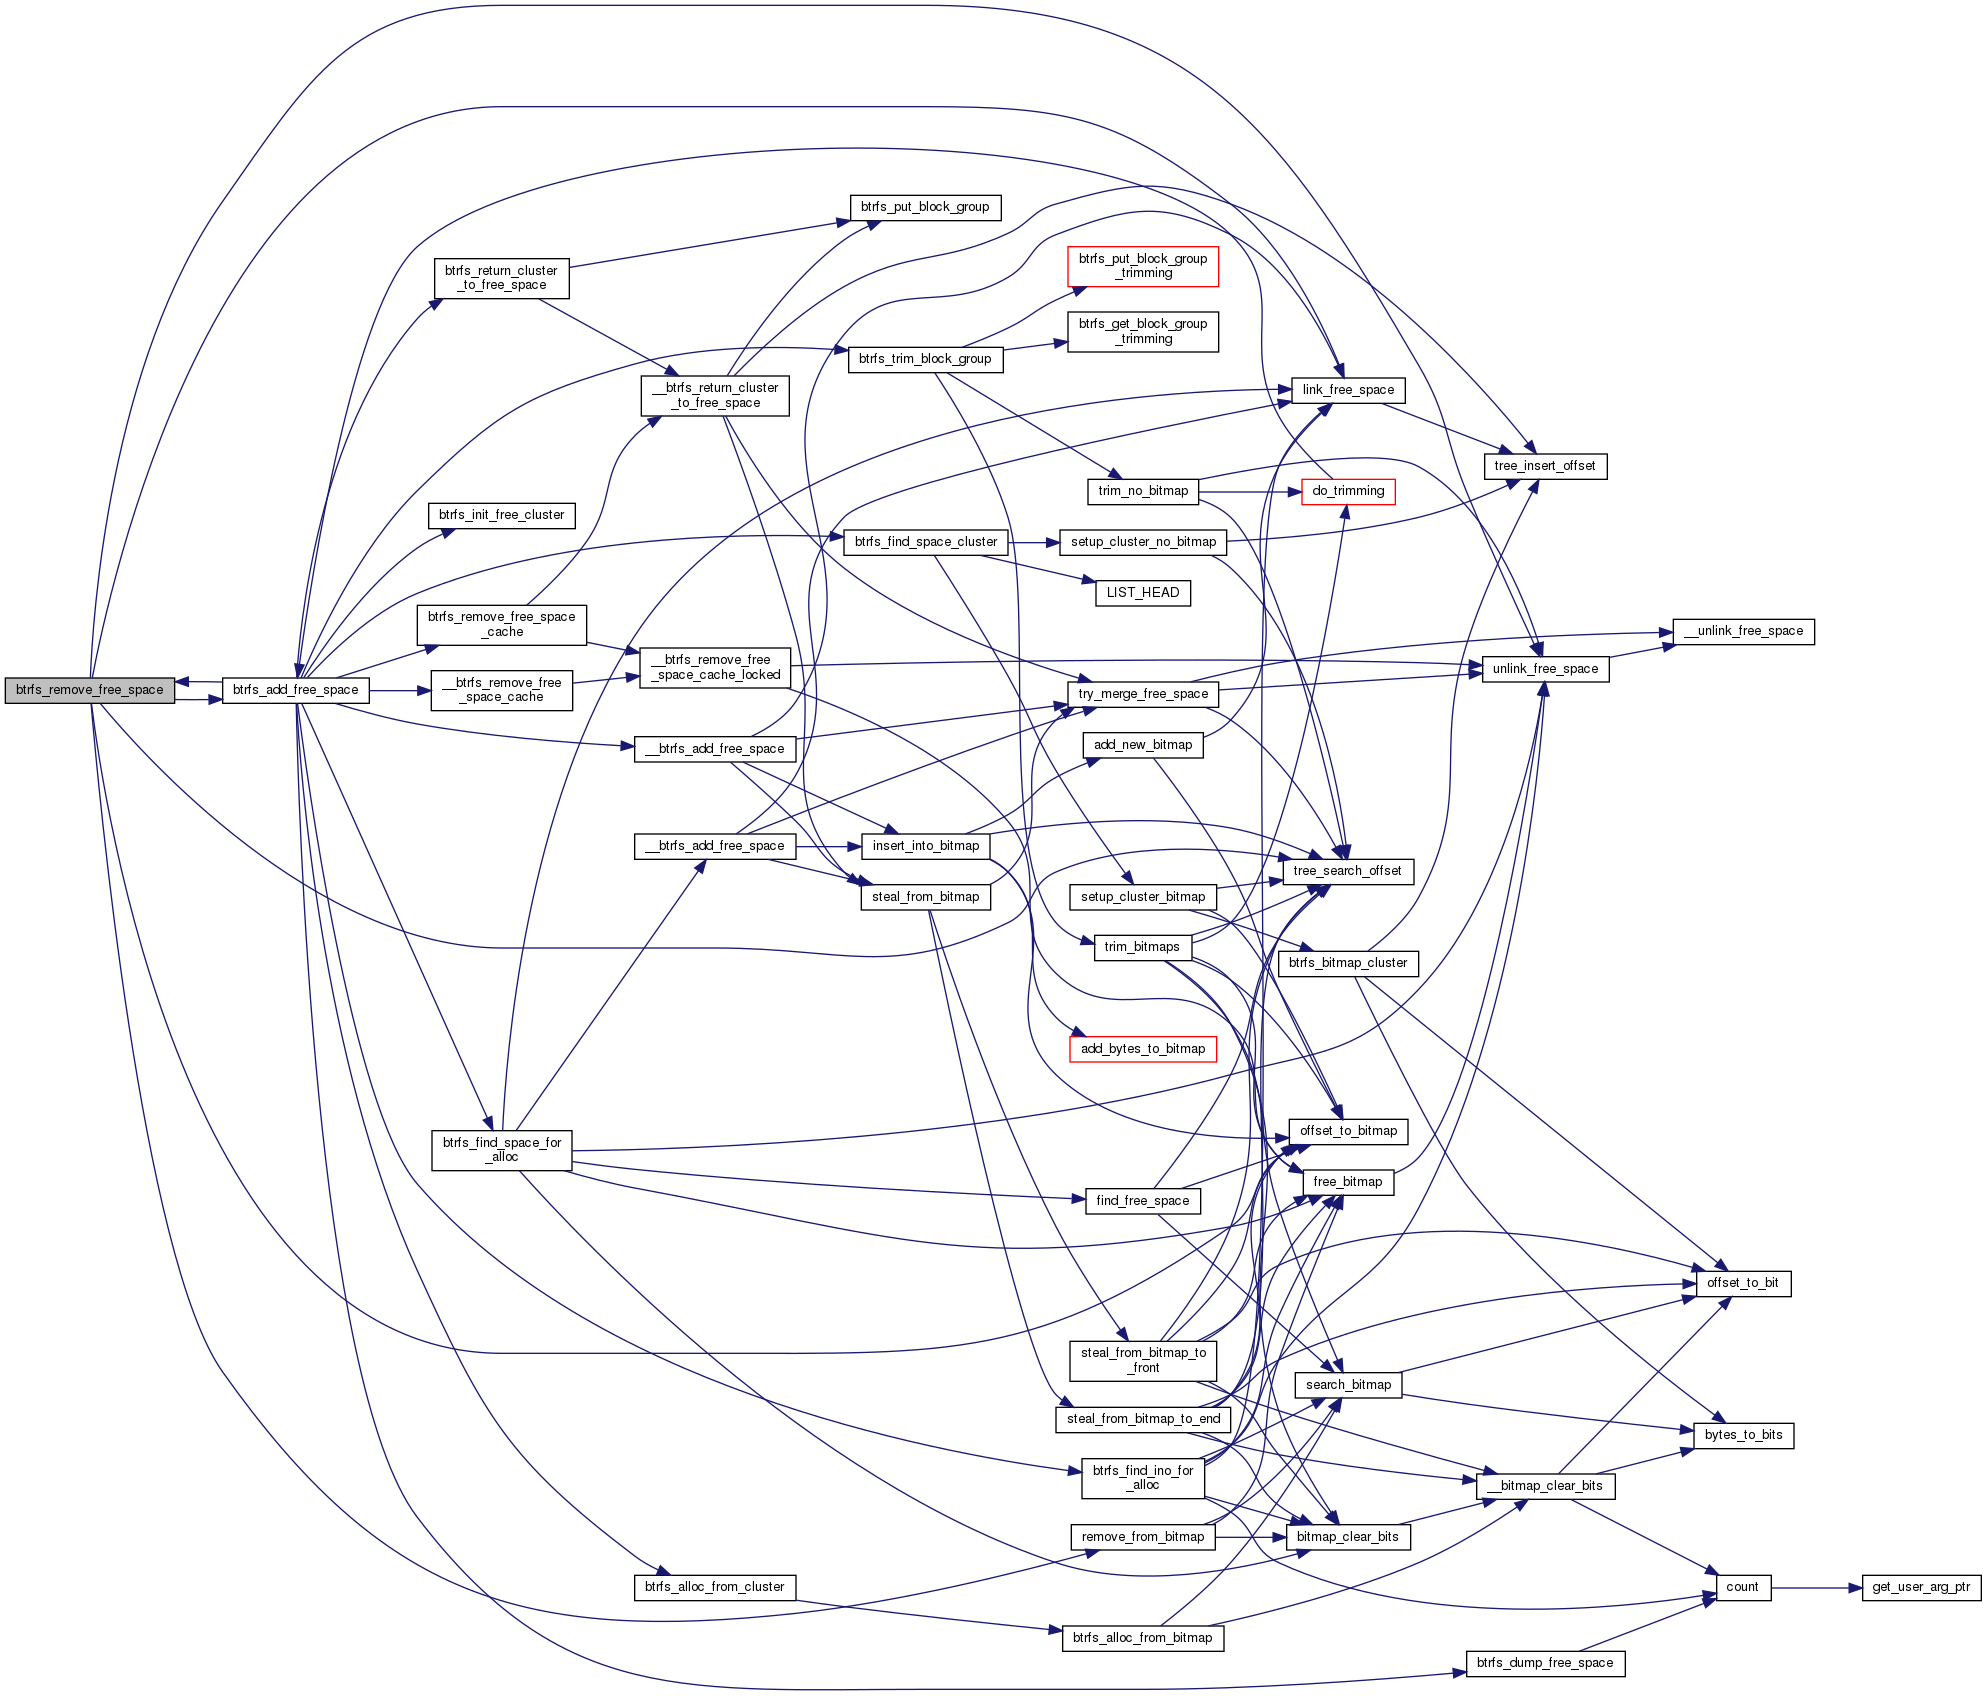 btrfs_remove_free_space
btrfs_add_free_space
btrfs_return_cluster
_to_free_space
btrfs_init_free_cluster
btrfs_remove_free_space
_cache
__btrfs_remove_free
_space_cache
btrfs_find_space_for
_alloc
__btrfs_return_cluster
_to_free_space
__btrfs_remove_free
_space_cache_locked
__btrfs_add_free_space
__btrfs_add_free_space
btrfs_alloc_from_cluster
btrfs_put_block_group
btrfs_trim_block_group
btrfs_find_space_cluster
insert_into_bitmap
steal_from_bitmap
btrfs_put_block_group
_trimming
btrfs_get_block_group
_trimming
trim_no_bitmap
setup_cluster_no_bitmap
LIST_HEAD
try_merge_free_space
add_new_bitmap
setup_cluster_bitmap
trim_bitmaps
add_bytes_to_bitmap
find_free_space
steal_from_bitmap_to
_front
steal_from_bitmap_to_end
btrfs_find_ino_for
_alloc
remove_from_bitmap
btrfs_alloc_from_bitmap
link_free_space
do_trimming
tree_search_offset
btrfs_bitmap_cluster
offset_to_bitmap
free_bitmap
search_bitmap
bitmap_clear_bits
tree_insert_offset
unlink_free_space
__bitmap_clear_bits
btrfs_dump_free_space
__unlink_free_space
offset_to_bit
bytes_to_bits
count
get_user_arg_ptr